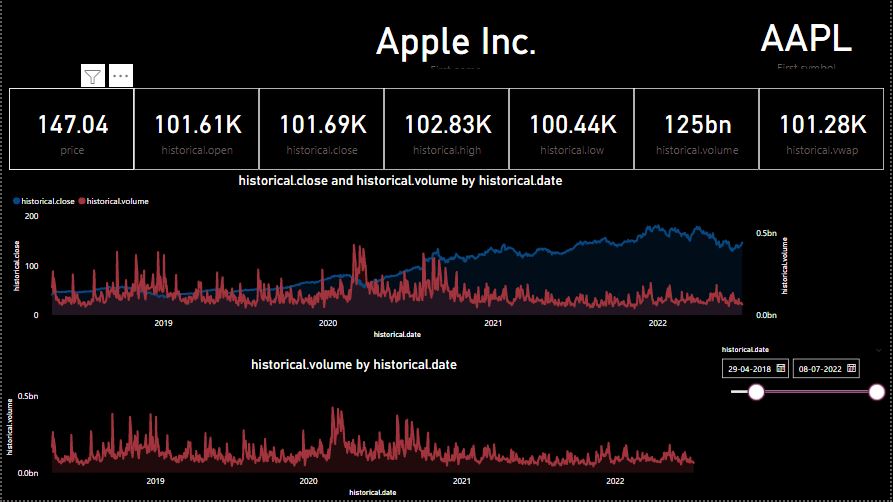 Apple Inc.
AAPL
First name
First symbol
147.04
price
101.61K
historical.open
101.69K
historical.close
102.83K
historical.high
100.44K
historical.low
125bn
historical.volume
101.28K
historical.vwap
historical.close and historical.volume by historical.date
historical.close historical.volume
200
100
0
historical.close
0.5bn
0.0bn
historical.volume
2019 2020 2021 2022
historical.date
historical.volume by historical.date
0.5bn
0.0bn
historical.volume
2019 2020 2021 2022
historical.date
historical.date
29-04-2018 08-07-2022